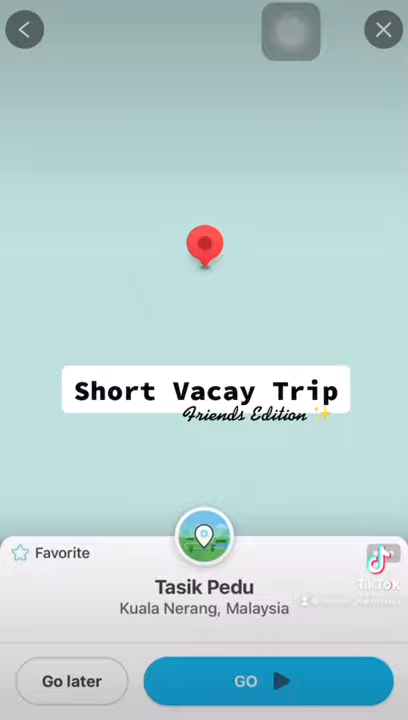 Short Vacay Trip
Friends Edition ✨
Favorite
TikTok
Tasik Pedu
Kuala Nerang, Malaysia
Go later
GO